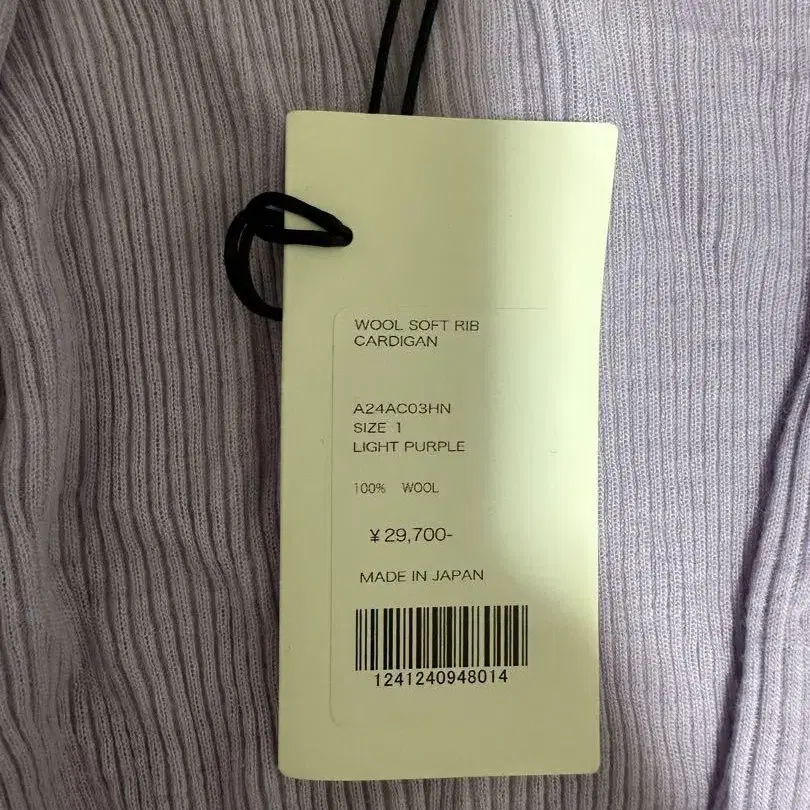 WOOL SOFT RIB
CARDIGAN
A24AC03HN
SIZE 1
LIGHT PURPLE
100% WOOL
¥29,700-
MADE IN JAPAN
1241240948014